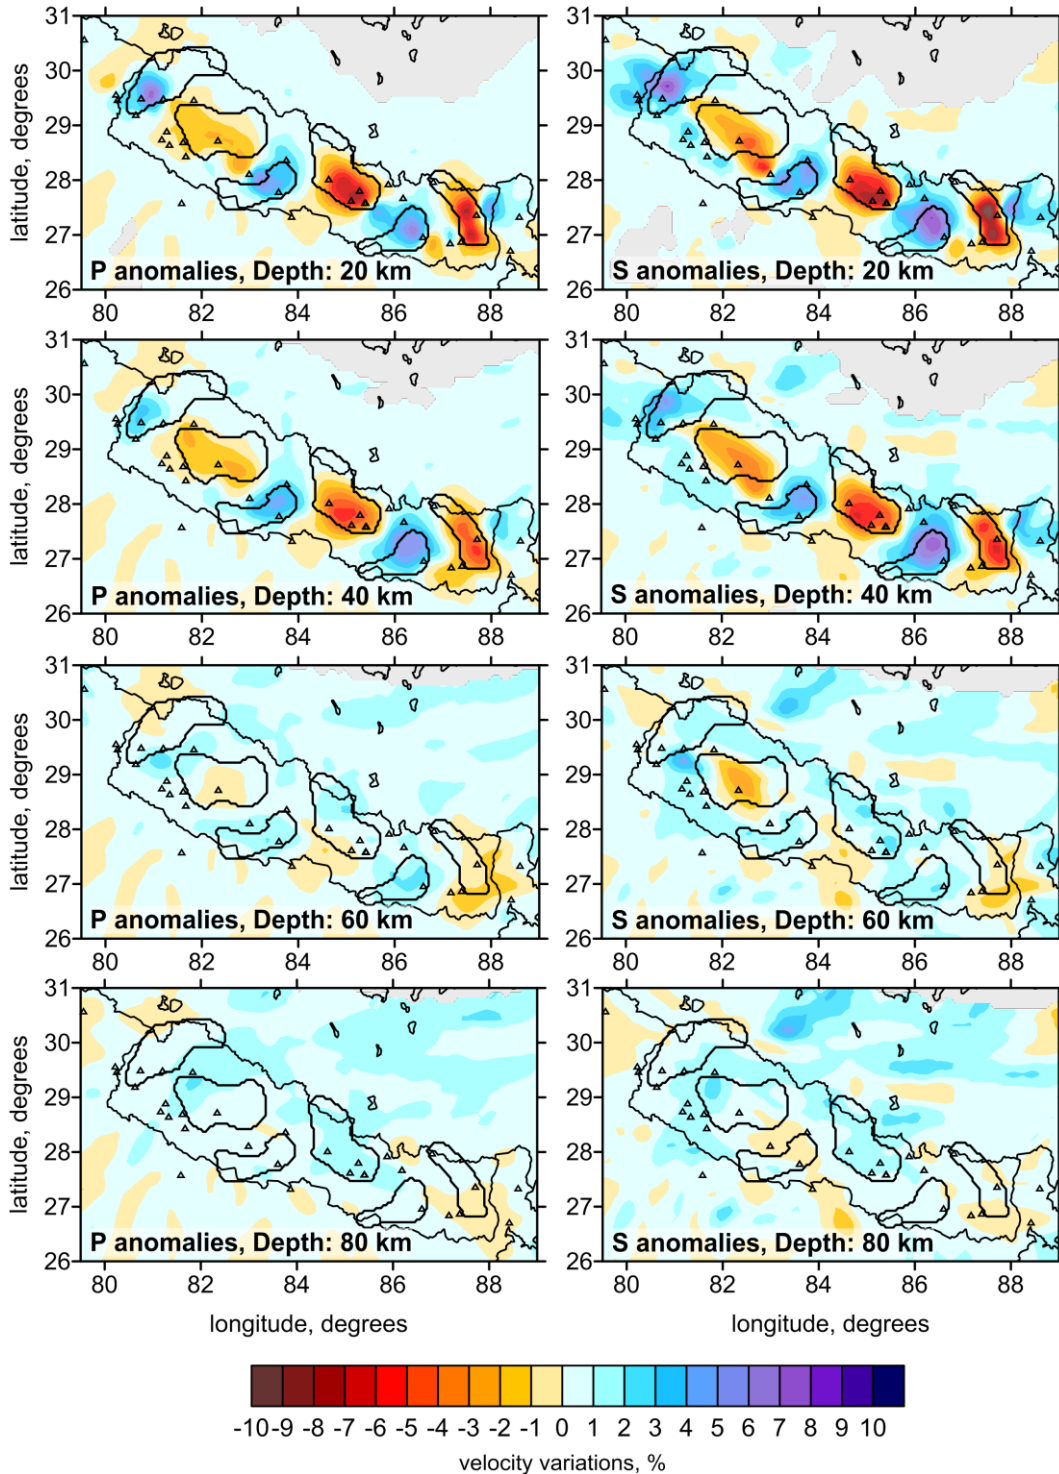 31
30
29
28
27
26
latitude, degrees
P anomalies, Depth: 20 km
80 82 84 86 88
31
30
29
28
27
26
S anomalies, Depth: 20 km
80 82 84 86 88
31
30
29
28
27
26
latitude, degrees
P anomalies, Depth: 40 km
80 82 84 86 88
31
30
29
28
27
26
S anomalies, Depth: 40 km
80 82 84 86 88
31
30
29
28
27
26
latitude, degrees
P anomalies, Depth: 60 km
80 82 84 86 88
31
30
29
28
27
26
S anomalies, Depth: 60 km
80 82 84 86 88
31
30
29
28
27
26
latitude, degrees
P anomalies, Depth: 80 km
80 82 84 86 88
longitude, degrees
31
30
29
28
27
26
S anomalies, Depth: 80 km
80 82 84 86 88
longitude, degrees
-10 -9 -8 -7 -6 -5 -4 -3 -2 -1 0 1 2 3 4 5 6 7 8 9 10
velocity variations, %